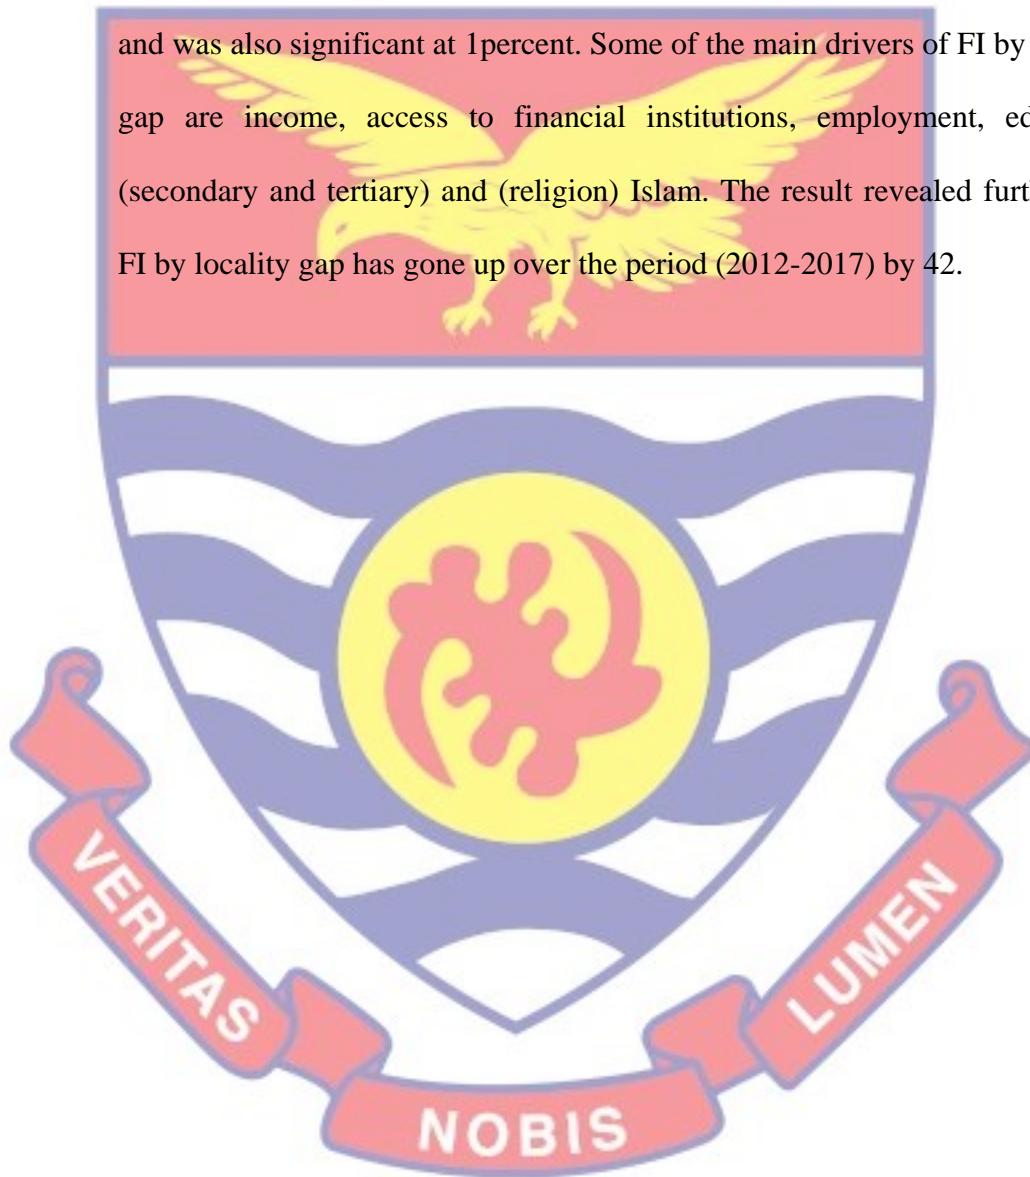 and was also significant at 1percent. Some of the main drivers of FI by
gap are income, access to financial institutions, employment,
(secondary and tertiary) and (religion) Islam. The result revealed
FI by locality gap has gone up over the period (2012-2017) by 42.
VERITAS
NOBIS
LUMEN